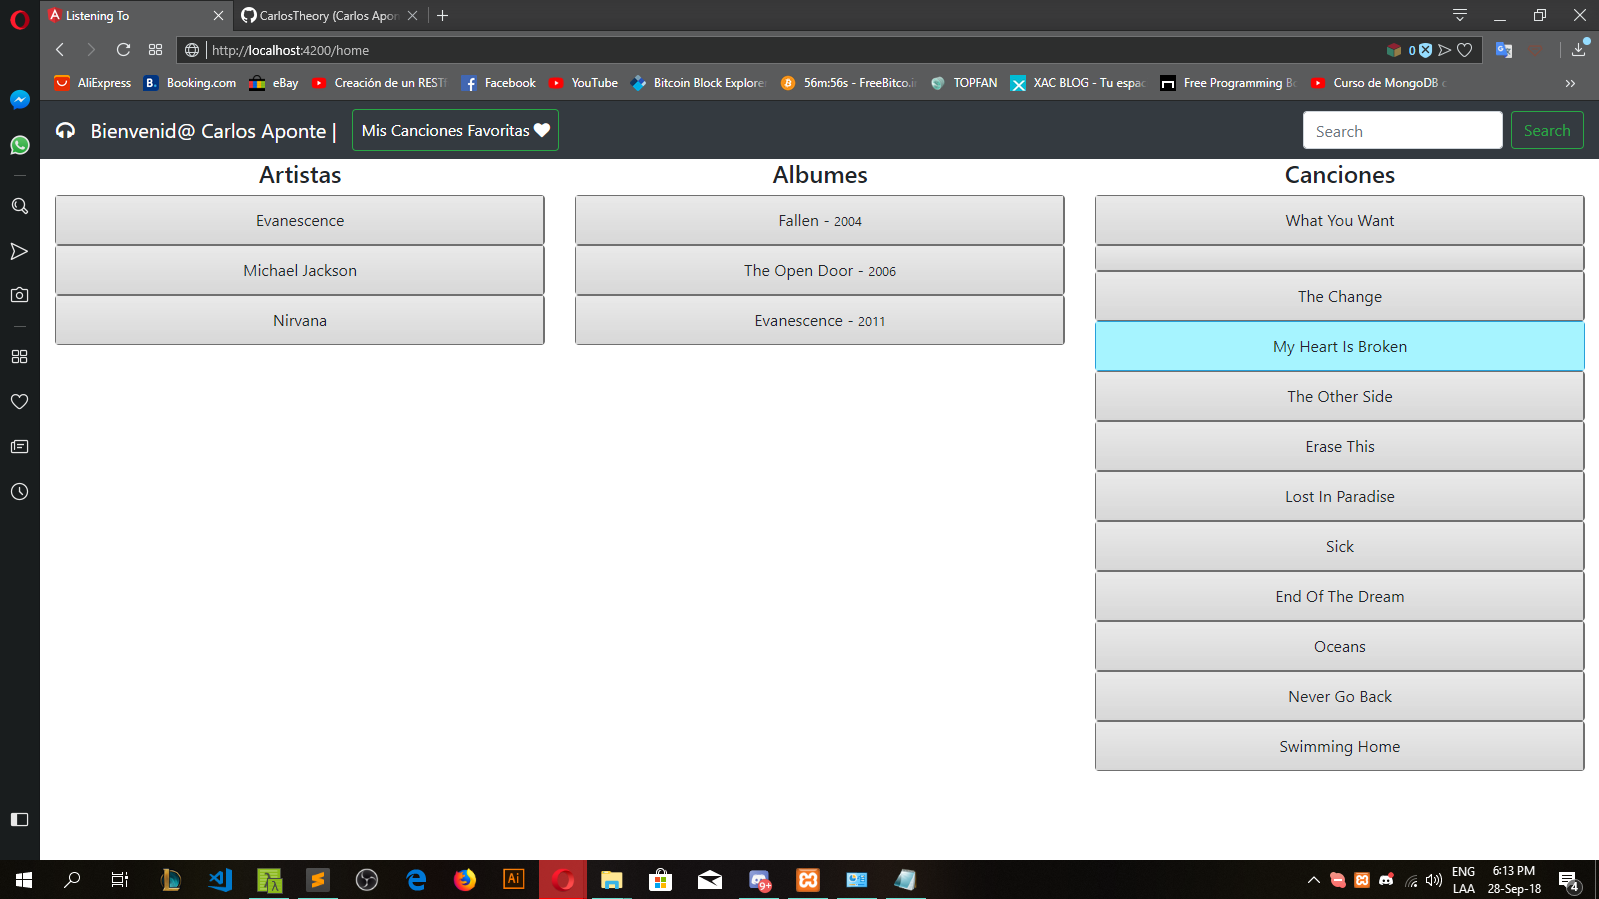 Listening To
CarlosTheory (Carlos Apon
http://localhost:4200/home
0
AliExpress
Booking.com
eBay
Creación de un REST
Facebook
YouTube
Bitcoin Block Explorer
56m:56s - FreeBitco.i
TOPFAN
XAC BLOG - Tu espac
Free Programming Bo
Curso de MongoDB
Bienvenid@ Carlos Aponte |
Mis Canciones Favoritas
Search
Search
Artistas
Evanescence
Michael Jackson
Nirvana
Albumes
Fallen - 2004
The Open Door - 2006
Evanescence - 2011
Canciones
What You Want
The Change
My Heart Is Broken
The Other Side
Erase This
Lost In Paradise
Sick
End Of The Dream
Oceans
Never Go Back
Swimming Home
Ai
9+
ENG
LAA
6:13 PM
28-Sep-18
4